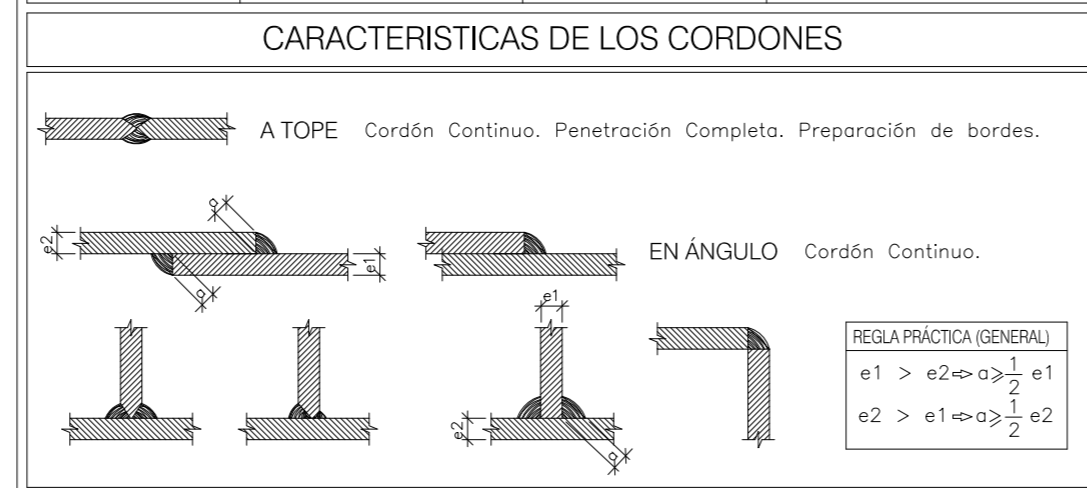 CARACTERISTICAS DE LOS CORDONES
A TOPE Cordón Continuo. Penetración Completa. Preparación de bordes.
a
e2
e1
a
EN ÁNGULO Cordón Continuo.
e1
e2
a
REGLA PRÁCTICA (GENERAL)
e1 > e2⇨a⩾1/2 e1
e2 > e1⇨a⩾1/2 e2